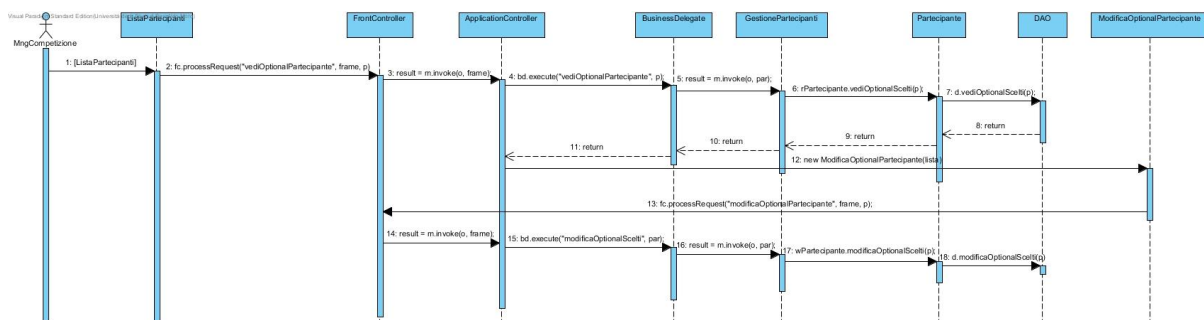 Visual Paradigm Standard Edition(Universita
ListaPartecipanti
FrontController
ApplicationController
BusinessDelegate
GestionePartecipanti
Partecipante
DAO
ModificaOptionalPartecipante
MngCompetizione
1: [ListaPartecipanti]
2: fc.processRequest("vediOptionalPartecipante", frame, p)
3: result = m.invoke(o, frame);
4: bd.execute("vediOptionalPartecipante", p);
5: result = m.invoke(o, par);
6: rPartecipante.vediOptionalScelti(p);
7: d.vediOptionalScelti(p);
8: return
9: return
10: return
11: return
12: new ModificaOptionalPartecipante(lista)
13: fc.processRequest("modificaOptionalPartecipante", frame, p);
14: result = m.invoke(o, frame);
15: bd.execute("modificaOptionalScelti", par);
16: result = m.invoke(o, par);
17: wPartecipante.modificaOptionalScelti(p);
18: d.modificaOptionalScelti(p)